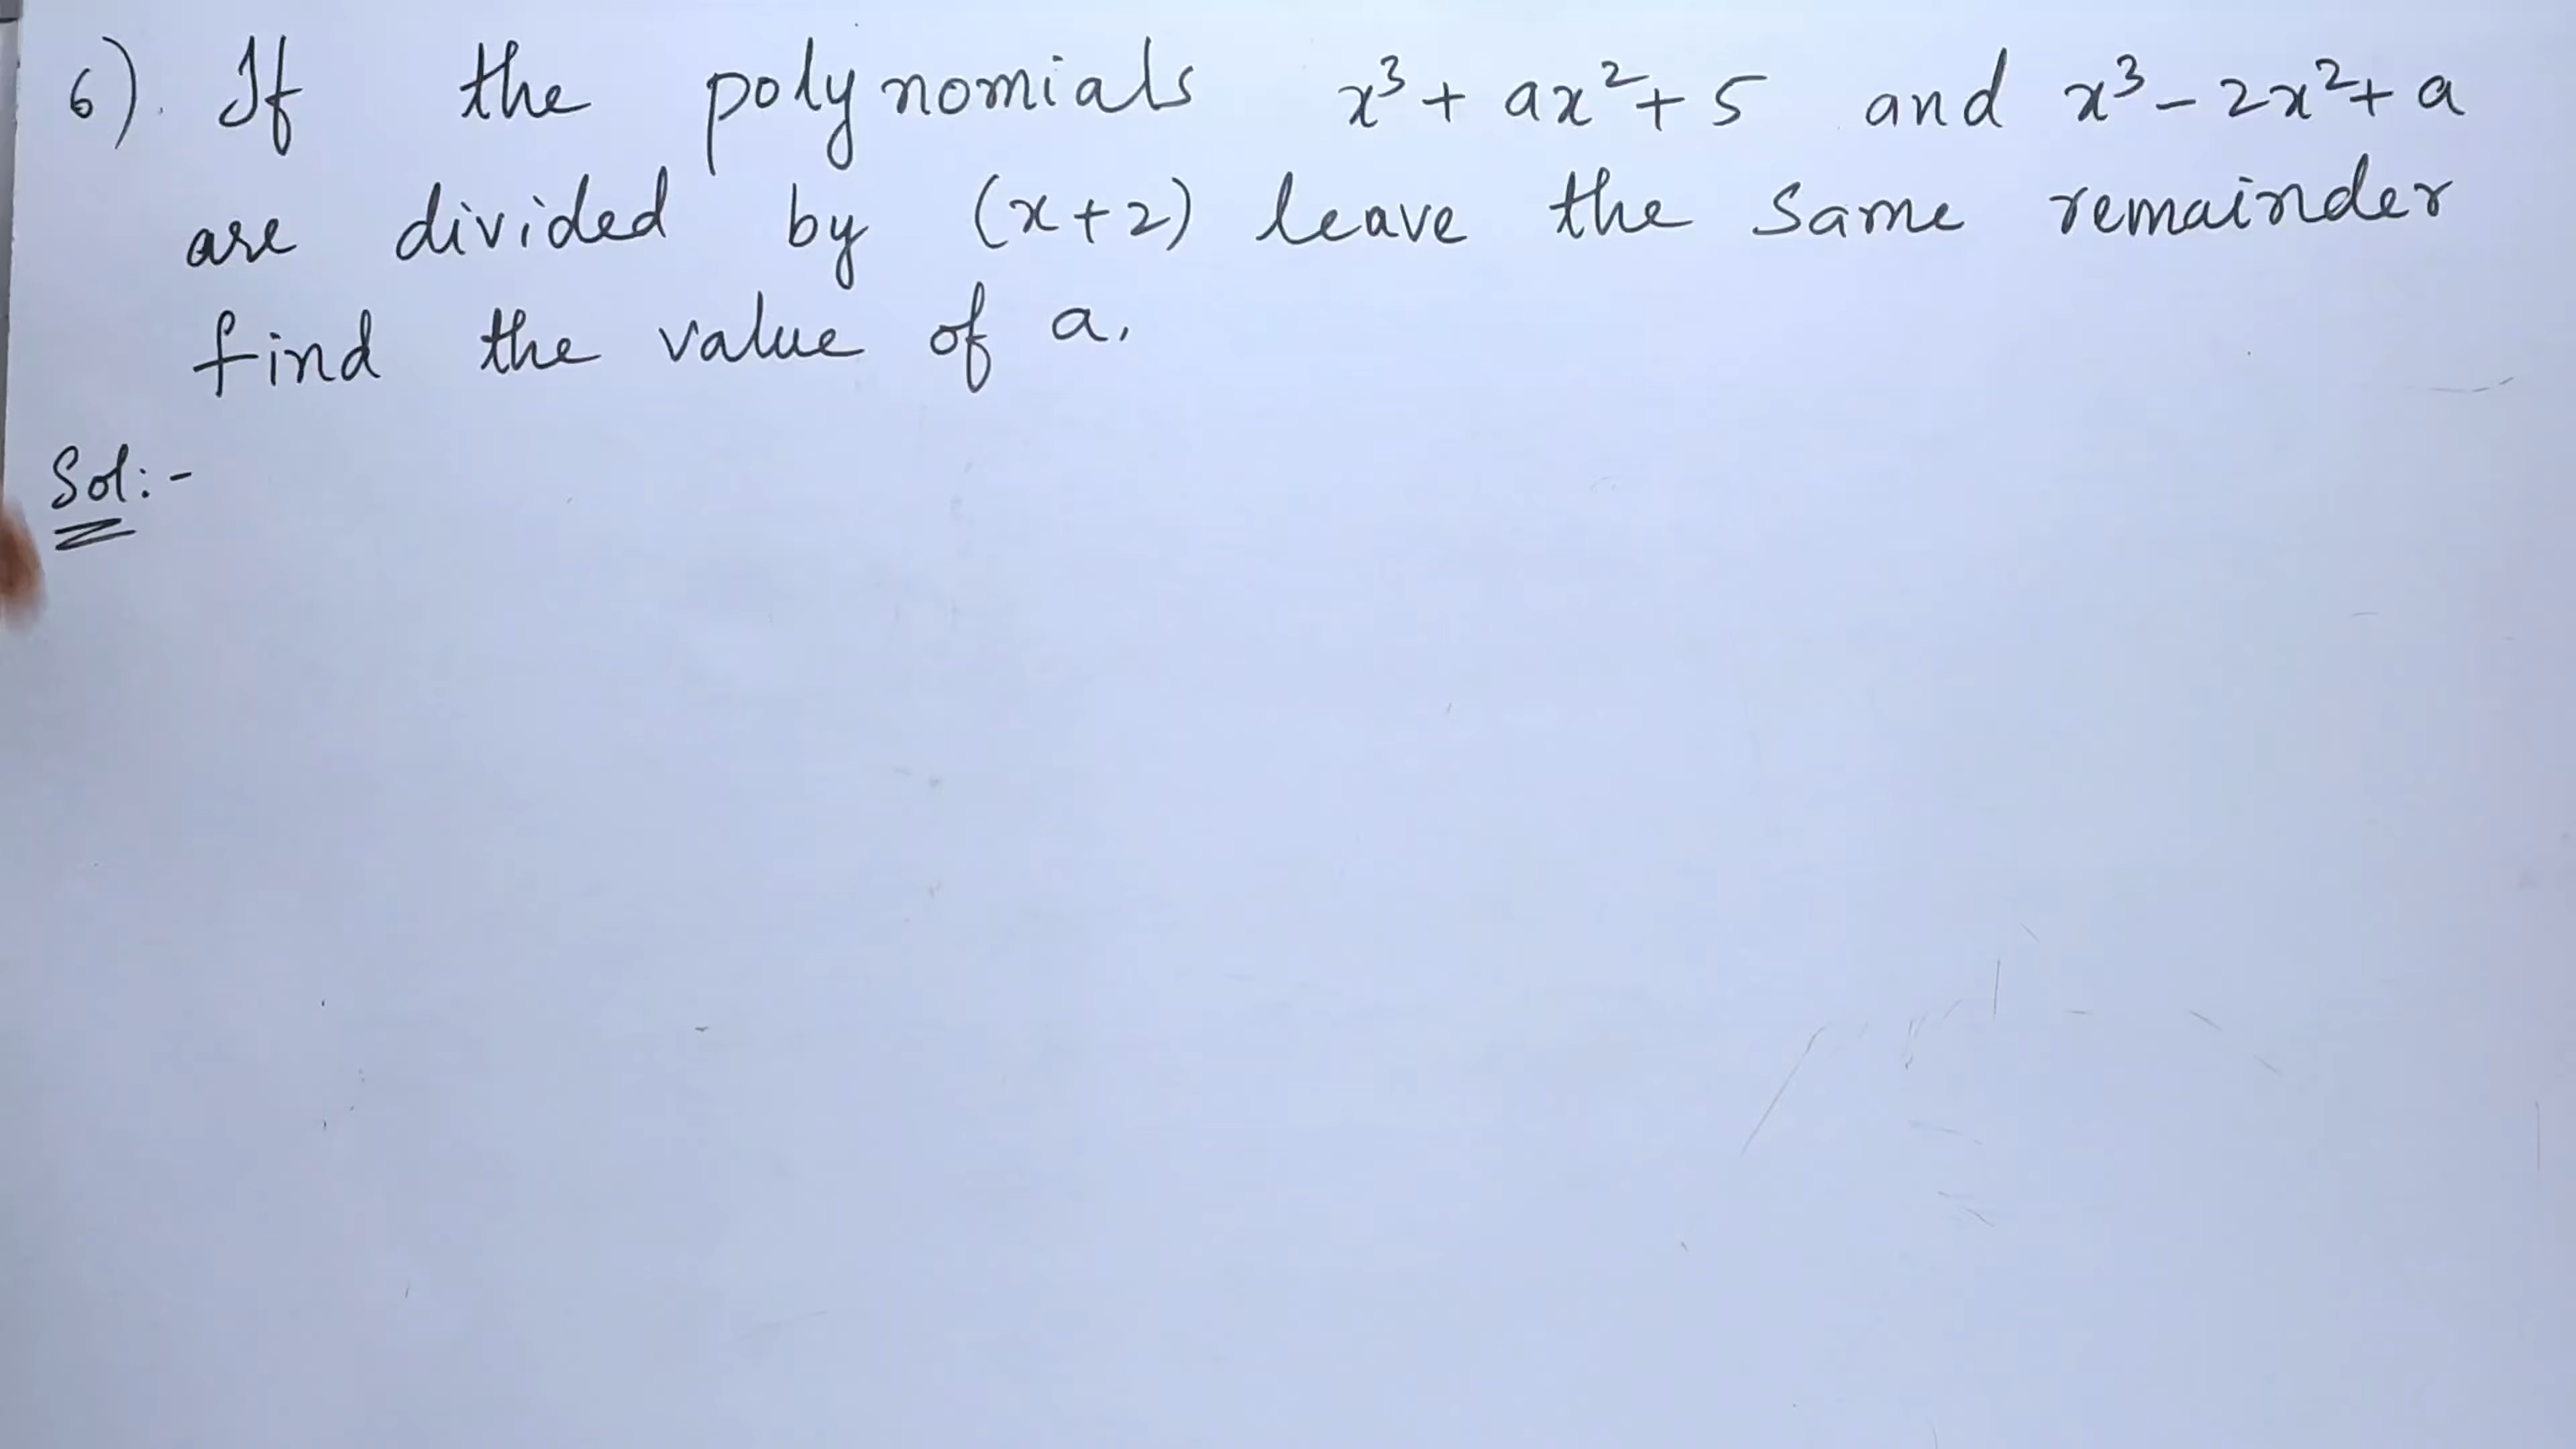 6). If the polynomials x³ + ax² + 5 and x³ - 2x² + a
are divided by (x+2) leave the same remainder
find the value of a.
Sol:-